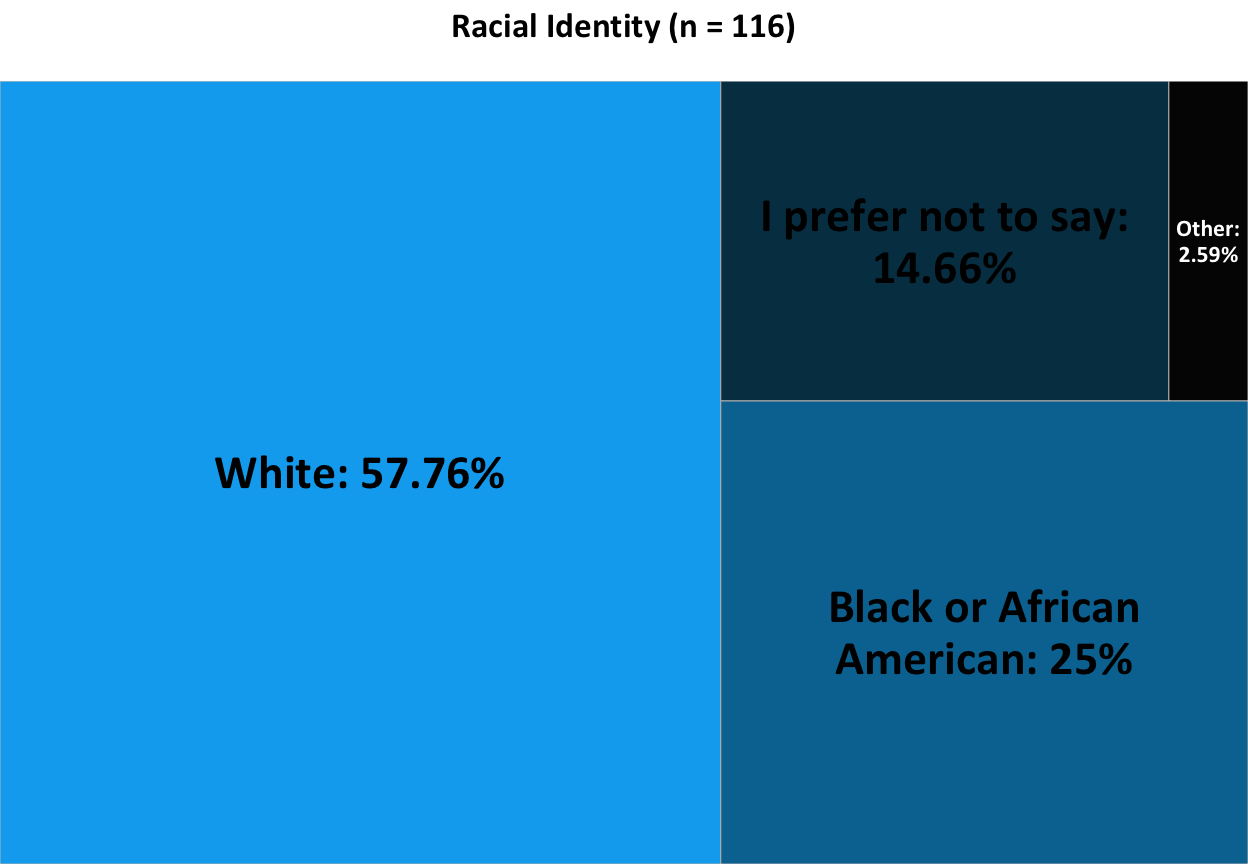 Racial Identity (n = 116)
White: 57.76%
I prefer not to say:
14.66%
Other:
2.59%
Black or African
American: 25%